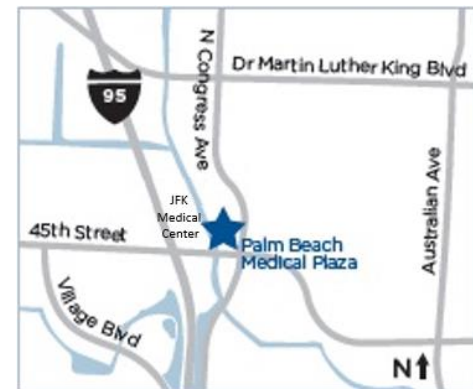 N Congress Ave
Dr Martin Luther King Blvd
95
JFK
Medical
Center
Australian Ave
45th Street
Palm Beach
Medical Plaza
Village Blvd
N